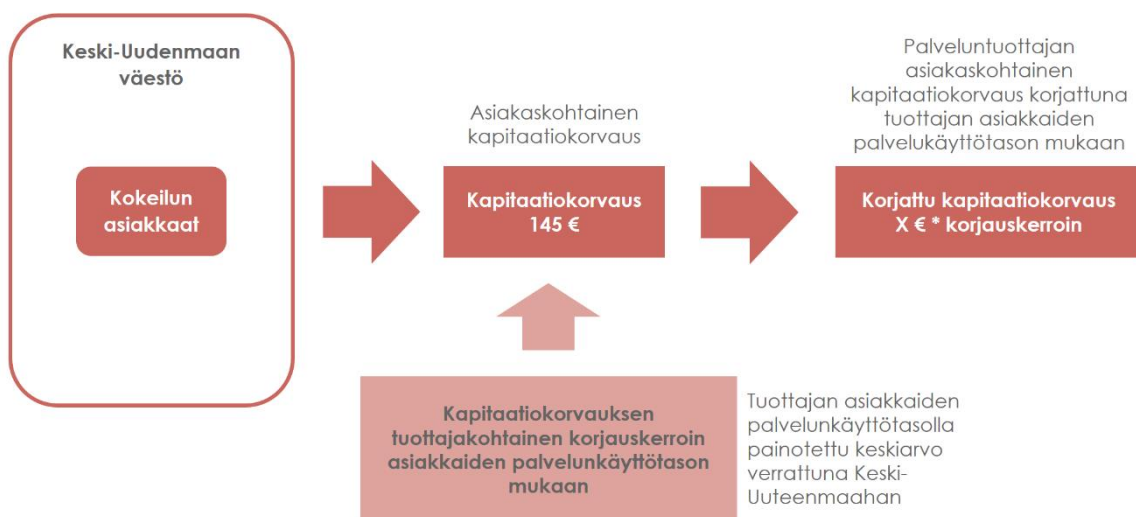 Keski-Uudenmaan
väestö
Kokeilun
asiakkaat
Asiakaskohtainen
kapitaatiokorvaus
Kapitaatiokorvaus
145 €
Palveluntuottajan
asiakaskohtainen
kapitaatiokorvaus korjattuna
tuottajan asiakkaiden
palvelukäyttötason mukaan
Korjattu kapitaatiokorvaus
X € * korjauskerroin
Kapitaatiokorvauksen
tuottajakohtainen korjauskerroin
asiakkaiden palvelunkäyttötason
mukaan
Tuottajan asiakkaiden
palvelunkäyttötasolla
painotettu keskiarvo
verrattuna Keski-
Uuteenmaahan